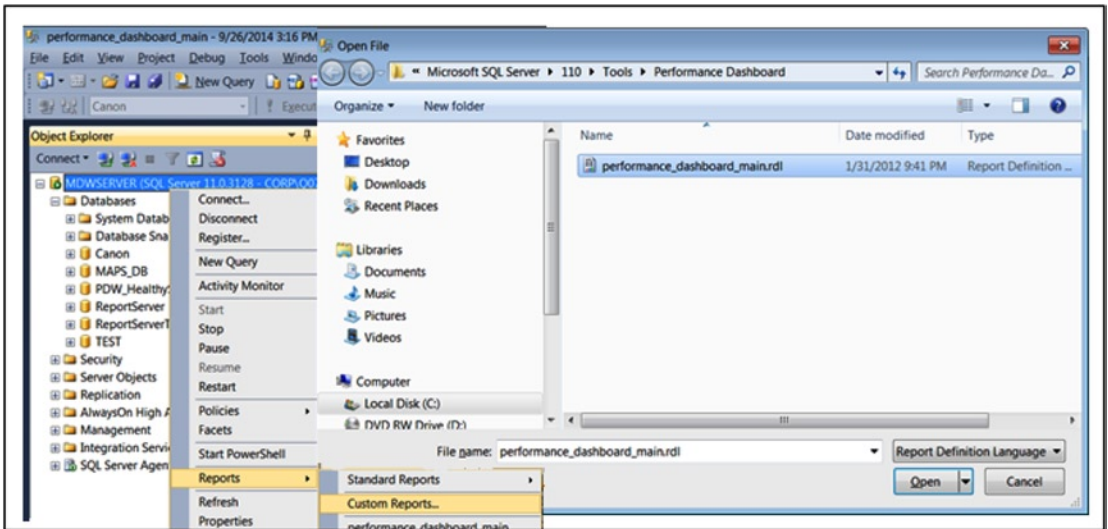 performance_dashboard_main - 9/26/2014 3:16 PM
File Edit View Project Debug Tools Windo
New Query
Canon
Execut
Object Explorer
Connect
MDWSERVER (SQL Server 11.0.3128 - CORP\Q0
Databases
System Datab
Database Sna
Canon
MAPS_DB
PDW_Healthy
ReportServer
ReportServerT
TEST
Security
Server Objects
Replication
AlwaysOn High A
Management
Integration Servi
SQL Server Agen
Connect...
Disconnect
Register...
New Query
Activity Monitor
Start
Stop
Pause
Resume
Restart
Policies
Facets
Start PowerShell
Reports
Refresh
Properties
Standard Reports
Custom Reports...
performance_dashboard_main
Open File
« Microsoft SQL Server 110 Tools Performance Dashboard
Search Performance Da...
Organize New folder
Favorites
Desktop
Downloads
Recent Places
Libraries
Documents
Music
Pictures
Videos
Computer
Local Disk (C:)
DVD RW Drive (D:)
Name Date modified Type
performance_dashboard_main.rdl 1/31/2012 9:41 PM Report Definition ...
File name: performance_dashboard_main.rdl
Report Definition Language
Open Cancel